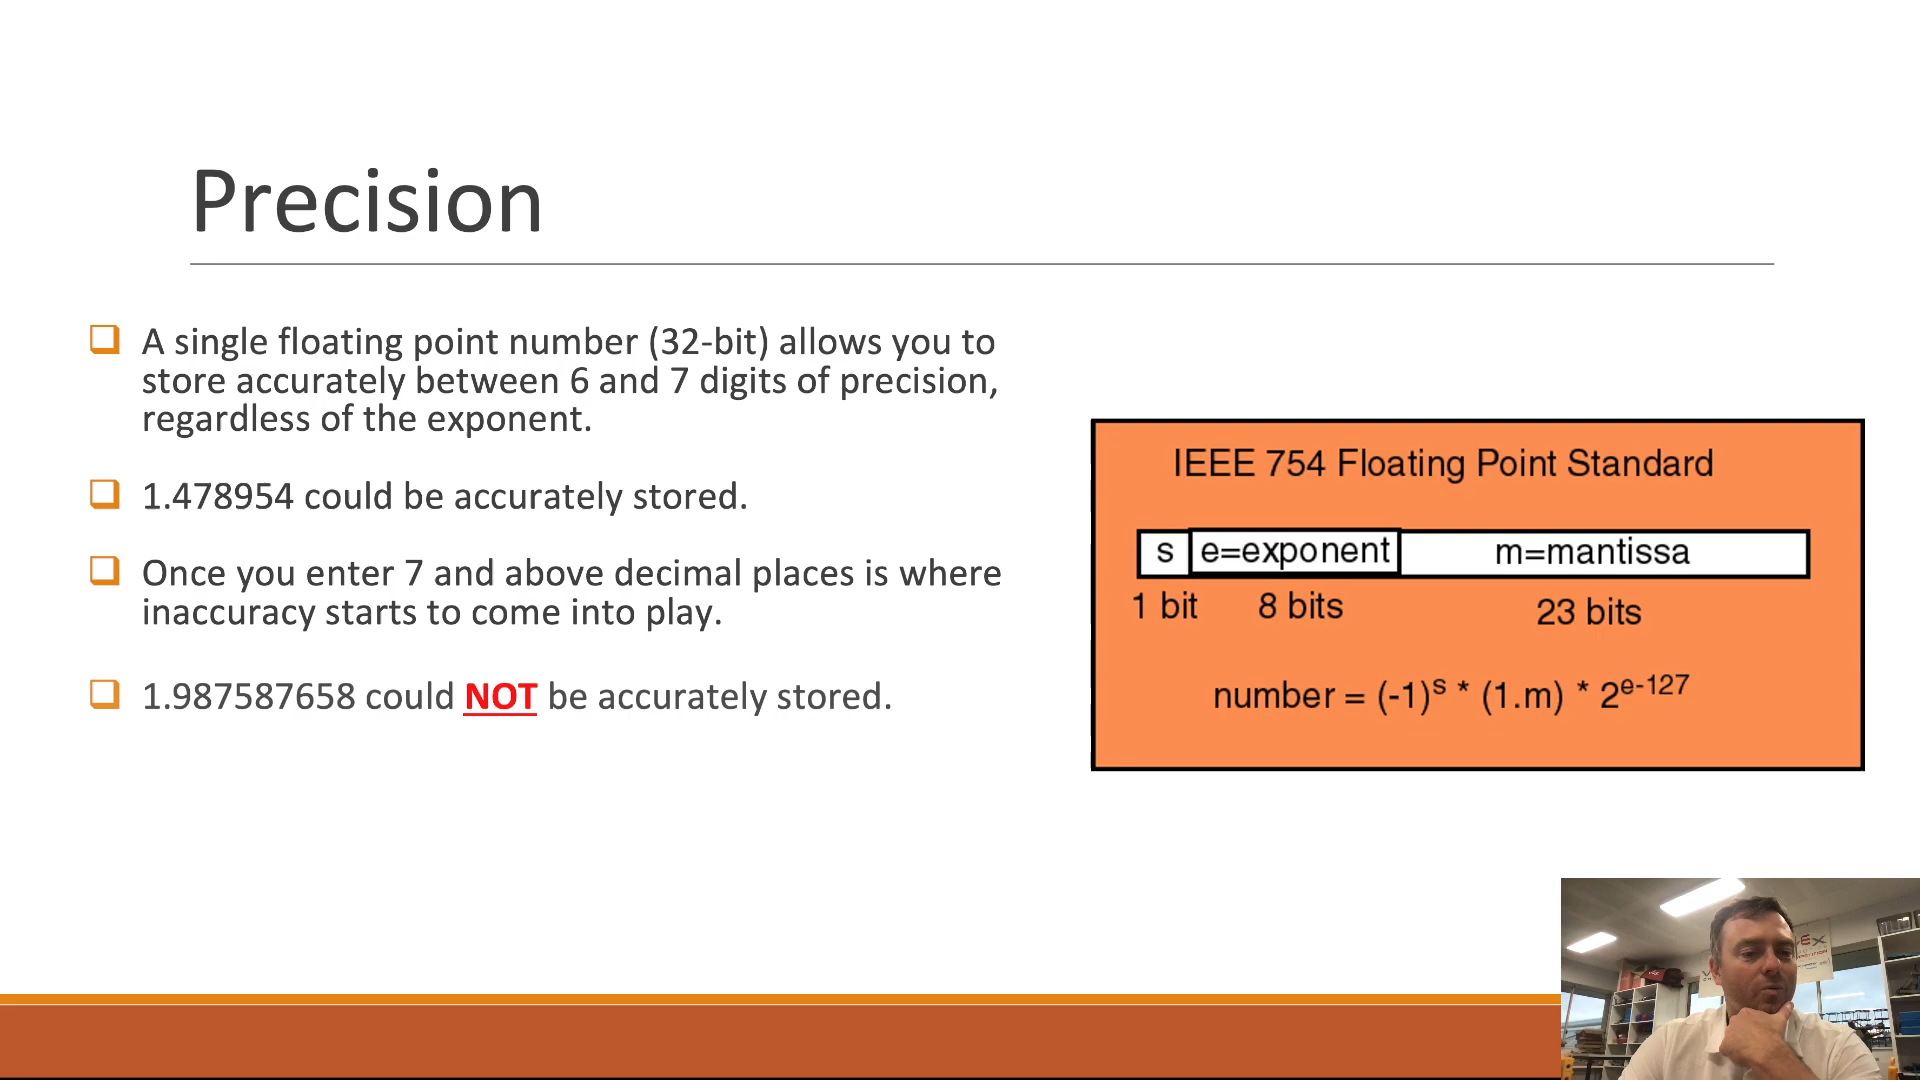 Precision
A single floating point number (32-bit) allows you to
store accurately between 6 and 7 digits of precision,
regardless of the exponent.
1.478954 could be accurately stored.
Once you enter 7 and above decimal places is where
inaccuracy starts to come into play.
1.987587658 could NOT be accurately stored.
IEEE 754 Floating Point Standard
s e=exponent m=mantissa
1 bit 8 bits 23 bits
number = (-1)^s * (1.m) * 2^e-127